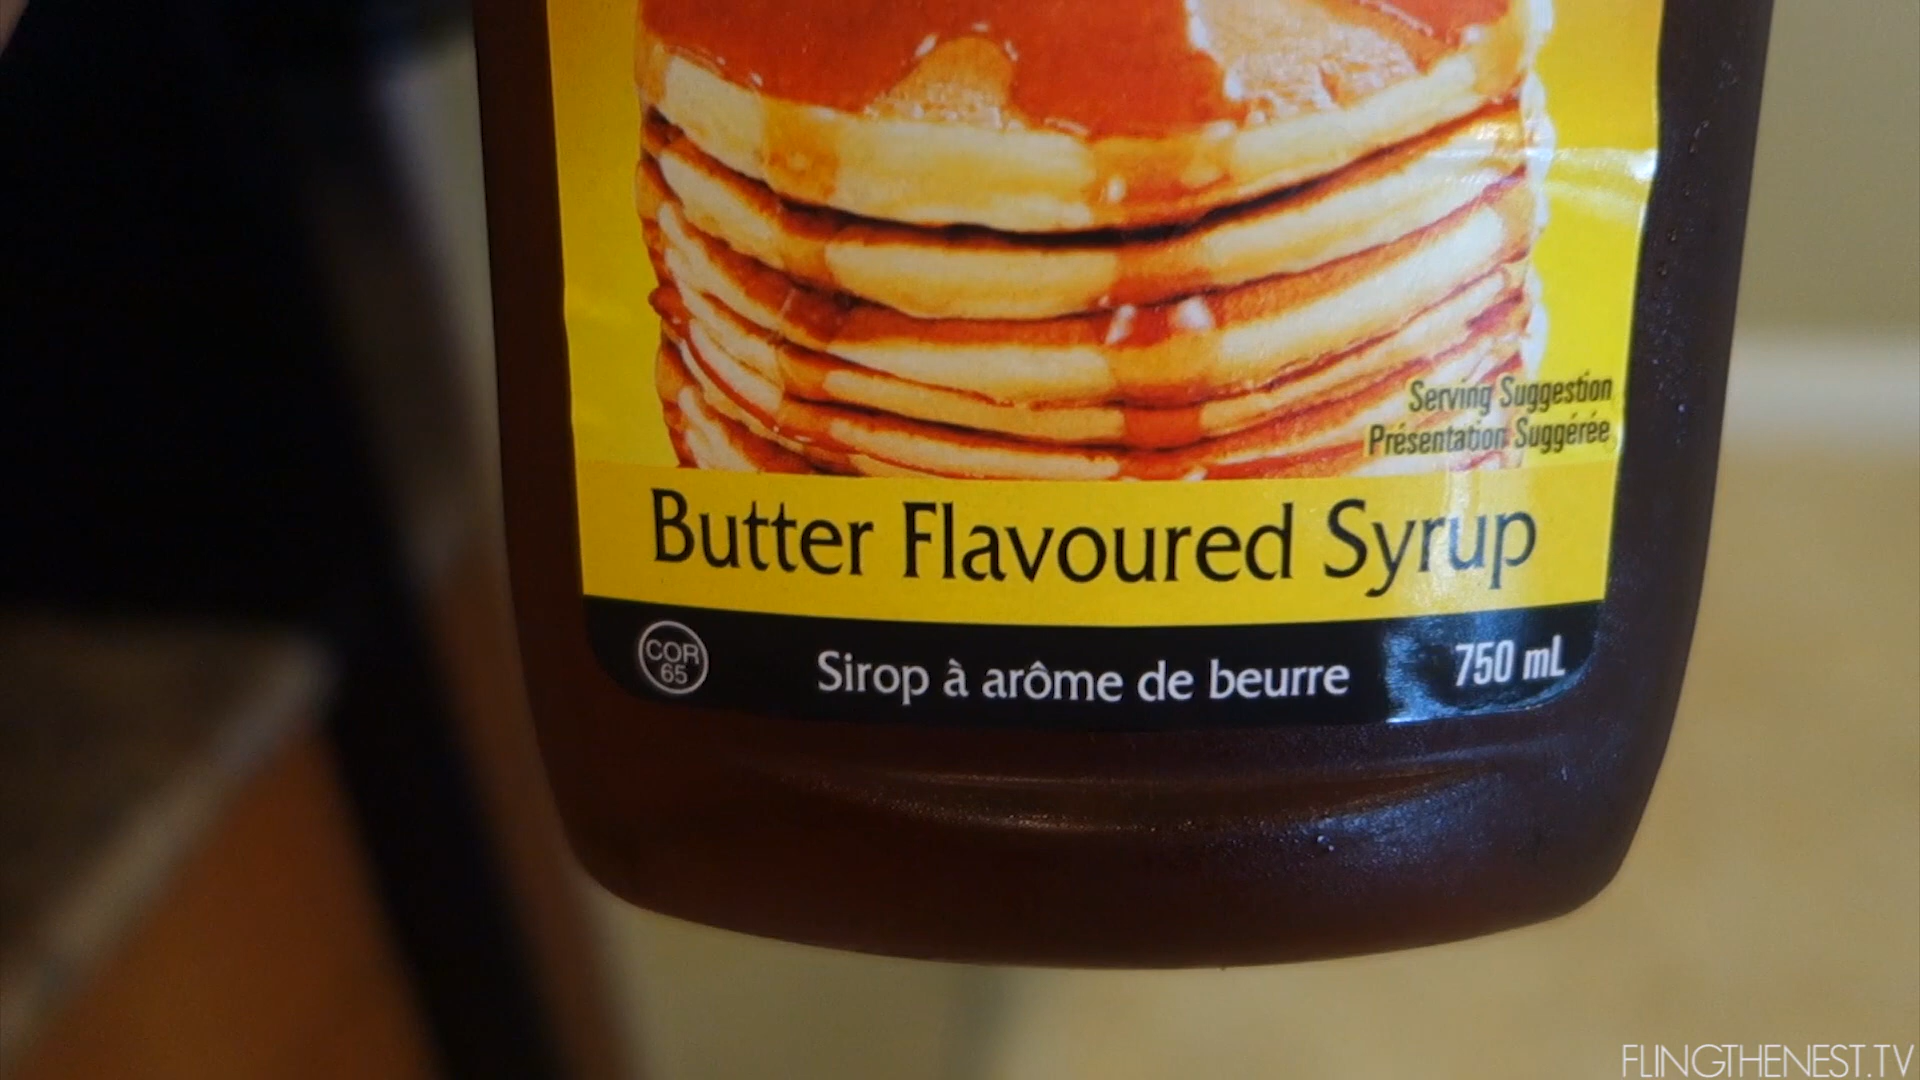 Serving Suggestion
Présentation Suggérée
Butter Flavoured Syrup
COR
65
Sirop à arôme de beurre
750 mL
FLINGTHENEST.TV